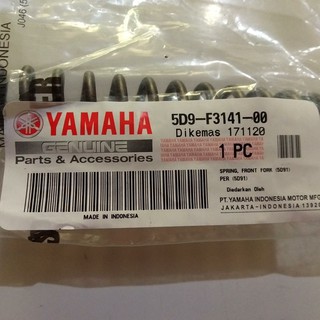 YAMAHA
GENUINE
Parts & Accessories
5D9-F3141-00
Dikemas 171120
1 PC
SPRING, FRONT FORK (5D91)
PER (5D91)
Diedarkan Oleh
PT. YAMAHA INDONESIA MOTOR MFG
JAKARTA-INDONESIA 13920
MADE IN INDONESIA